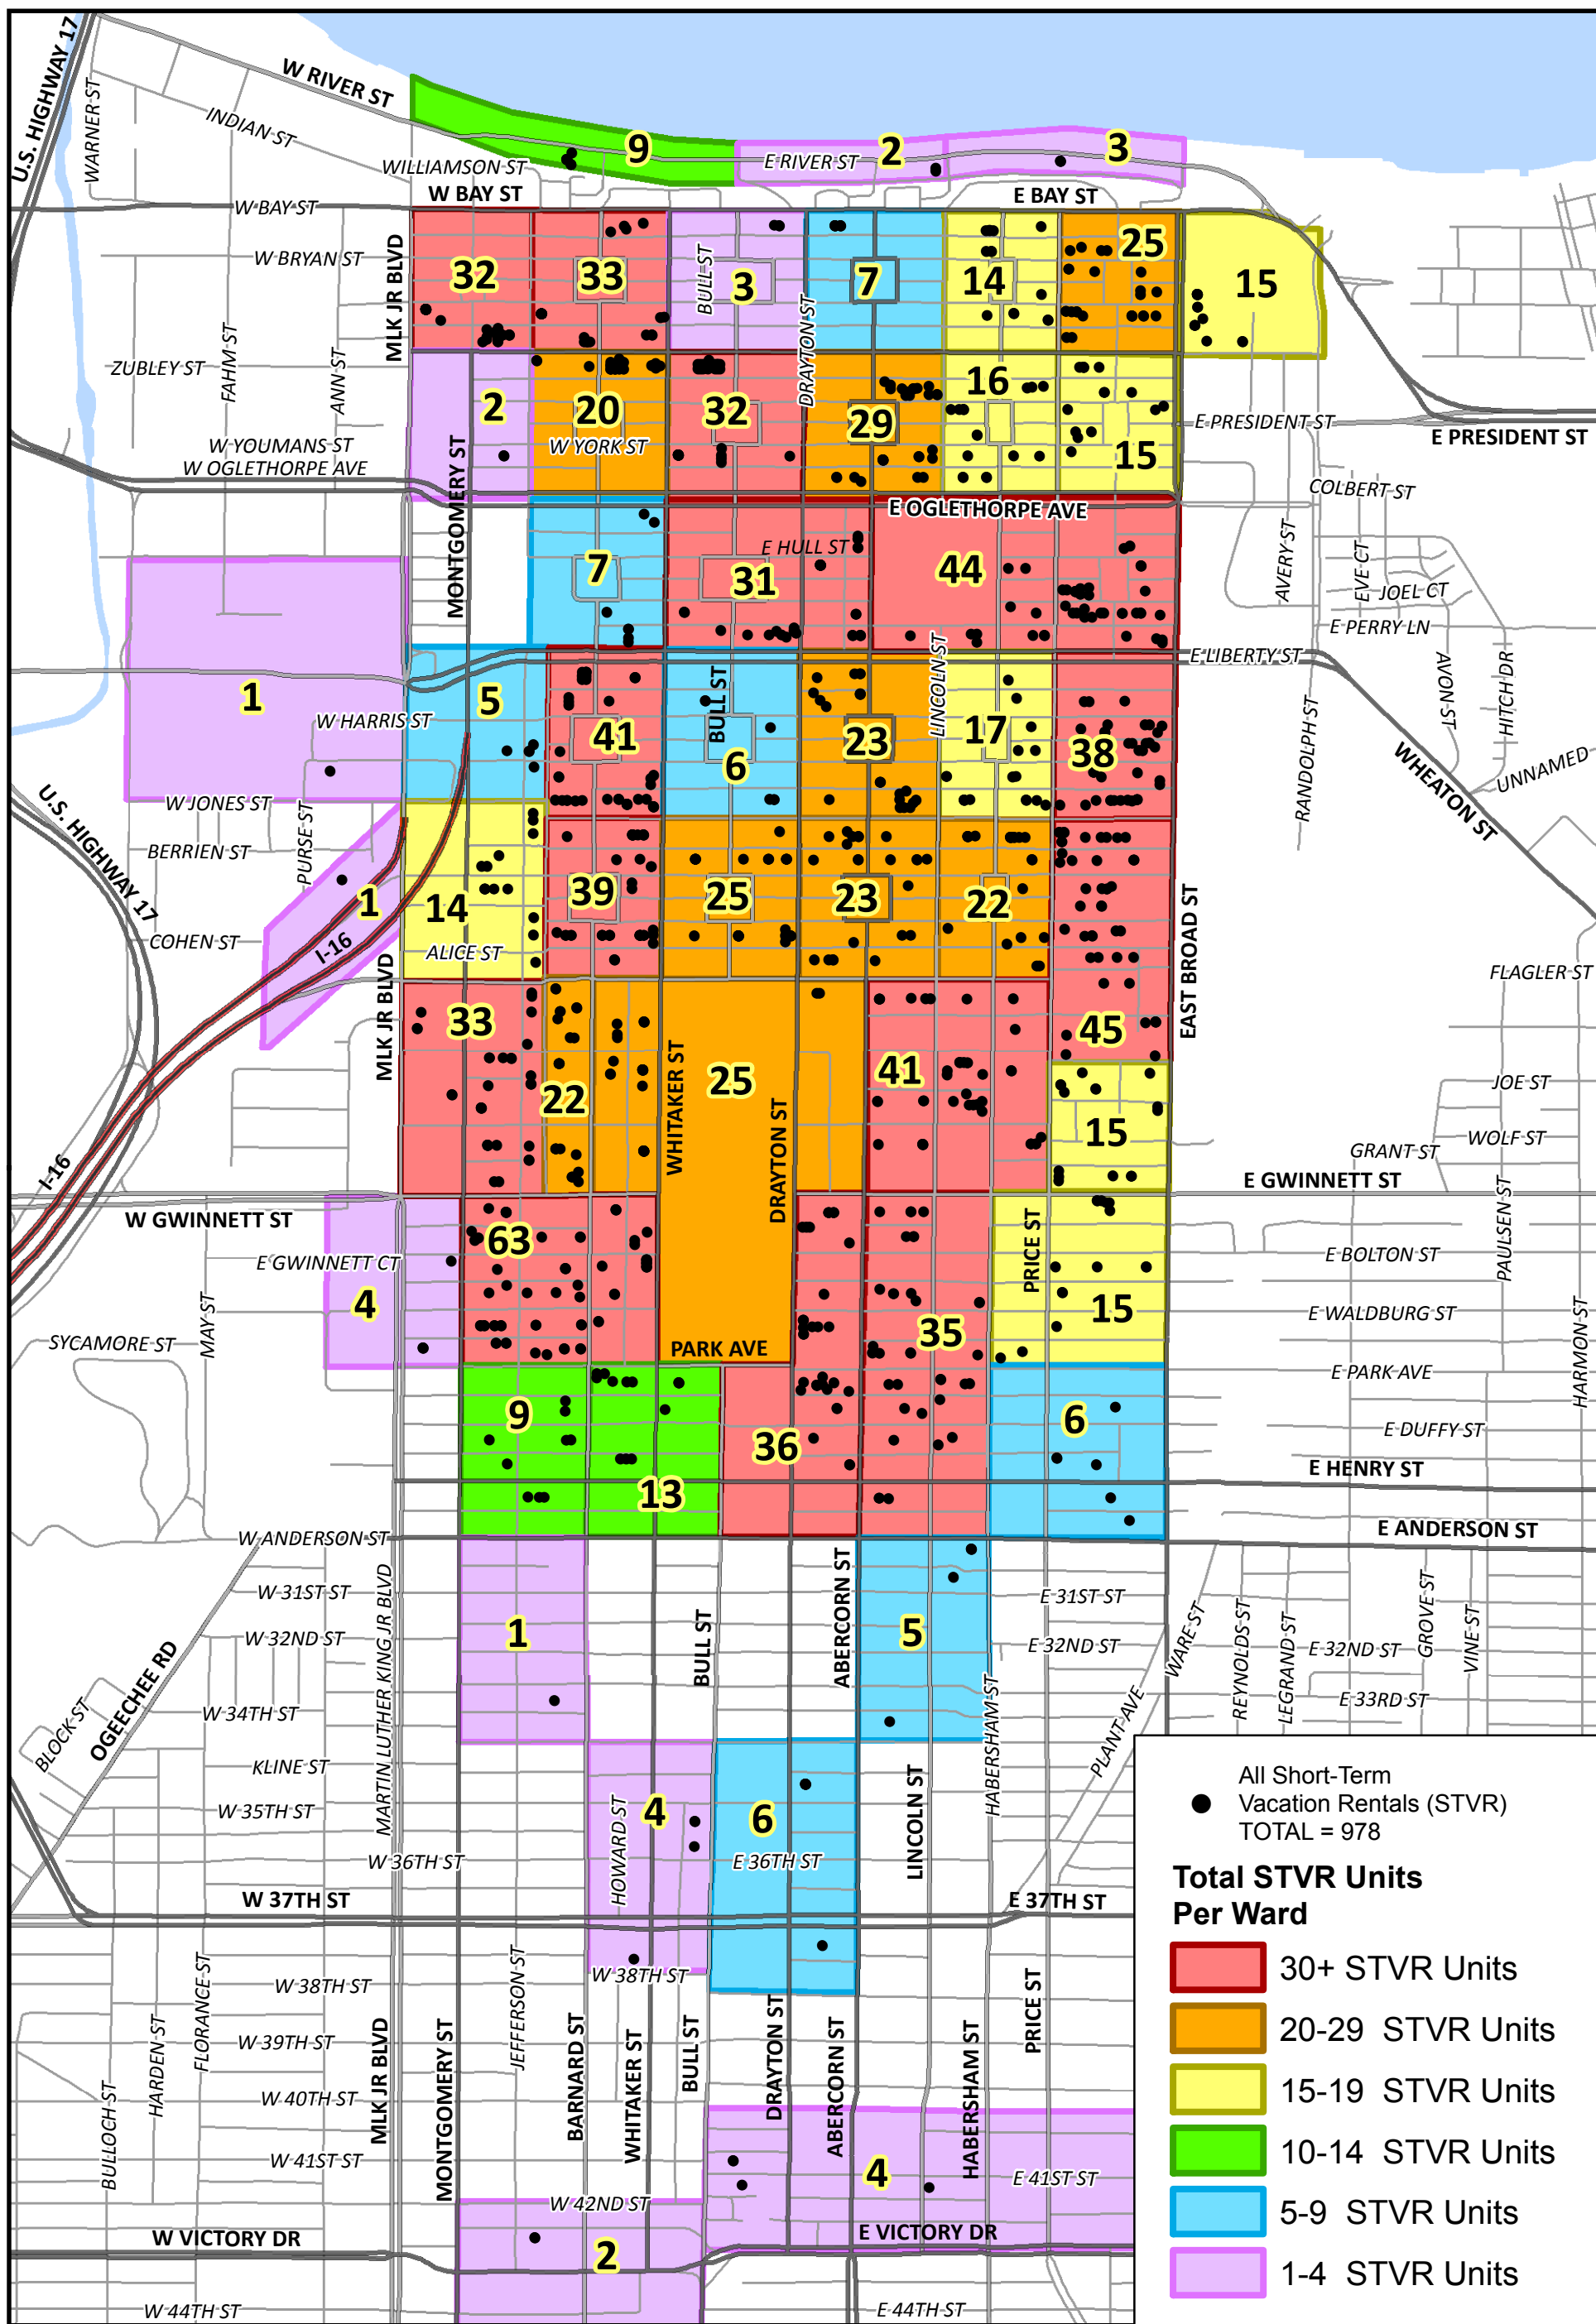 U.S. HIGHWAY 17
WARNER ST
W RIVER ST
INDIAN ST
WILLIAMSON ST
9
E RIVER ST
2
3
W BAY ST
W BAY ST
E BAY ST
W BRYAN ST
MLK JR BLVD
32
33
BULL ST
3
7
14
25
15
DRAYTON ST
ZUBLEY ST
FAHM ST
ANN ST
2
20
32
29
16
15
W YORK ST
E PRESIDENT ST
E PRESIDENT ST
W YOUMANS ST
W OGLETHORPE AVE
MONTGOMERY ST
E OGLETHORPE AVE
COLBERT ST
AVERY ST
EVE CT
JOEL CT
E HULL ST
7
31
44
E PERRY LN
LINCOLN ST
E LIBERTY ST
AVON ST
HITCH DR
1
W HARRIS ST
5
41
BULL ST
6
23
17
38
RANDOLPH ST
WHEATON ST
UNNAMED
W JONES ST
U.S. HIGHWAY 17
PURSE ST
BERRIEN ST
1
14
39
25
23
22
EAST BROAD ST
COHEN ST
I-16
ALICE ST
MLK JR BLVD
FLAGLER ST
33
45
22
WHITAKER ST
25
DRAYTON ST
41
JOE ST
15
GRANT ST
WOLF ST
I-16
E GWINNETT ST
W GWINNETT ST
63
PRICE ST
PAULSEN ST
E GWINNETT CT
E BOLTON ST
4
MAY ST
35
15
E WALDBURG ST
HARMON ST
SYCAMORE ST
PARK AVE
E PARK AVE
9
36
6
E DUFFY ST
13
E HENRY ST
W ANDERSON ST
E ANDERSON ST
MARTIN LUTHER KING JR BLVD
W 31ST ST
ABERCORN ST
E 31ST ST
1
BULL ST
5
W 32ND ST
E 32ND ST
WARE ST
REYNOLDS ST
LEGRAND ST
E 32ND ST
GROVE ST
VINE ST
OGEECHEE RD
BLOCK ST
W 34TH ST
HABERSHAM ST
PLANT AVE
E 33RD ST
KLINE ST
W 35TH ST
HOWARD ST
4
6
LINCOLN ST
W 36TH ST
E 36TH ST
W 37TH ST
E 37TH ST
W 38TH ST
W 38TH ST
FLORANCE ST
JEFFERSON ST
PRICE ST
HARDEN ST
W 39TH ST
MLK JR BLVD
MONTGOMERY ST
BARNARD ST
WHITAKER ST
BULL ST
DRAYTON ST
ABERCORN ST
HABERSHAM ST
BULLOCH ST
W 40TH ST
W 41ST ST
4
E 41ST ST
W 42ND ST
W VICTORY DR
2
E VICTORY DR
W 44TH ST
E 44TH ST
All Short-Term
Vacation Rentals (STVR)
TOTAL = 978
Total STVR Units
Per Ward
30+ STVR Units
20-29 STVR Units
15-19 STVR Units
10-14 STVR Units
5-9 STVR Units
1-4 STVR Units